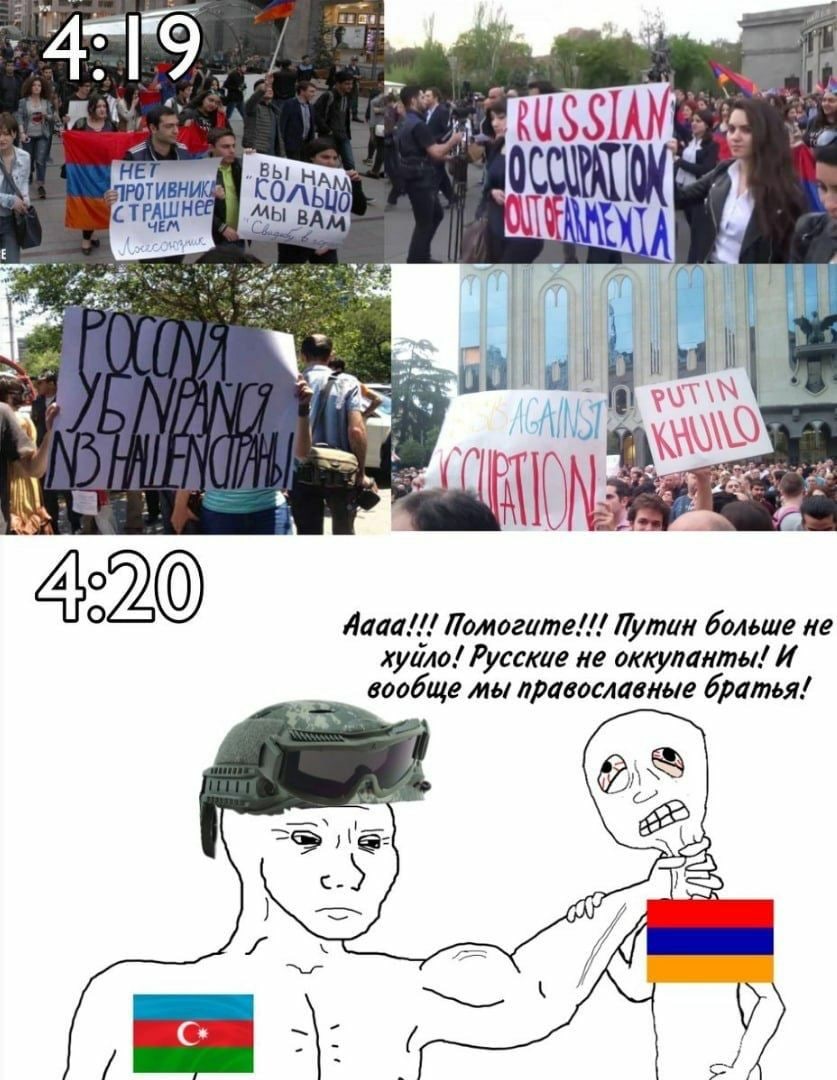 4:19
НЕТ
ПРОТИВНИКА
СТРАШНЕЕ
ЧЕМ
Лжесоюзник
ВЫ НАМ
"КОЛЬЦО"
МЫ ВАМ
RUSSIAN
OCCUPATION
OUT OF ARMENIA
РОССИЯ
УБИРАЙСЯ
ИЗ НАШЕЙ СТРАНЫ
AGAINST
PUTIN
KHUILO
4:20
Аааа!!! Помогите!!! Путин больше не
хуйло! Русские не оккупанты! И
вообще мы православные братья!